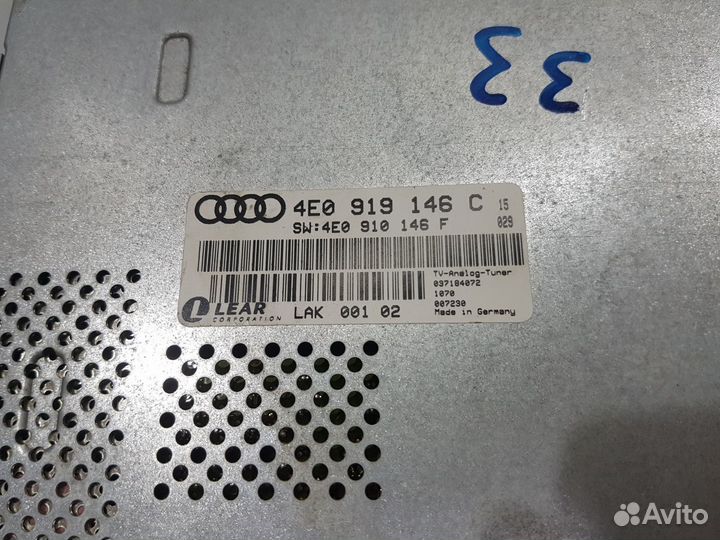 33
4E0 919 146 C 15
SW:4E0 910 146 F 029
TV-Analog-Tuner
037184072
1070
007230
LEAR
CORPORATION
LAK 001 02
Made in Germany
Avito